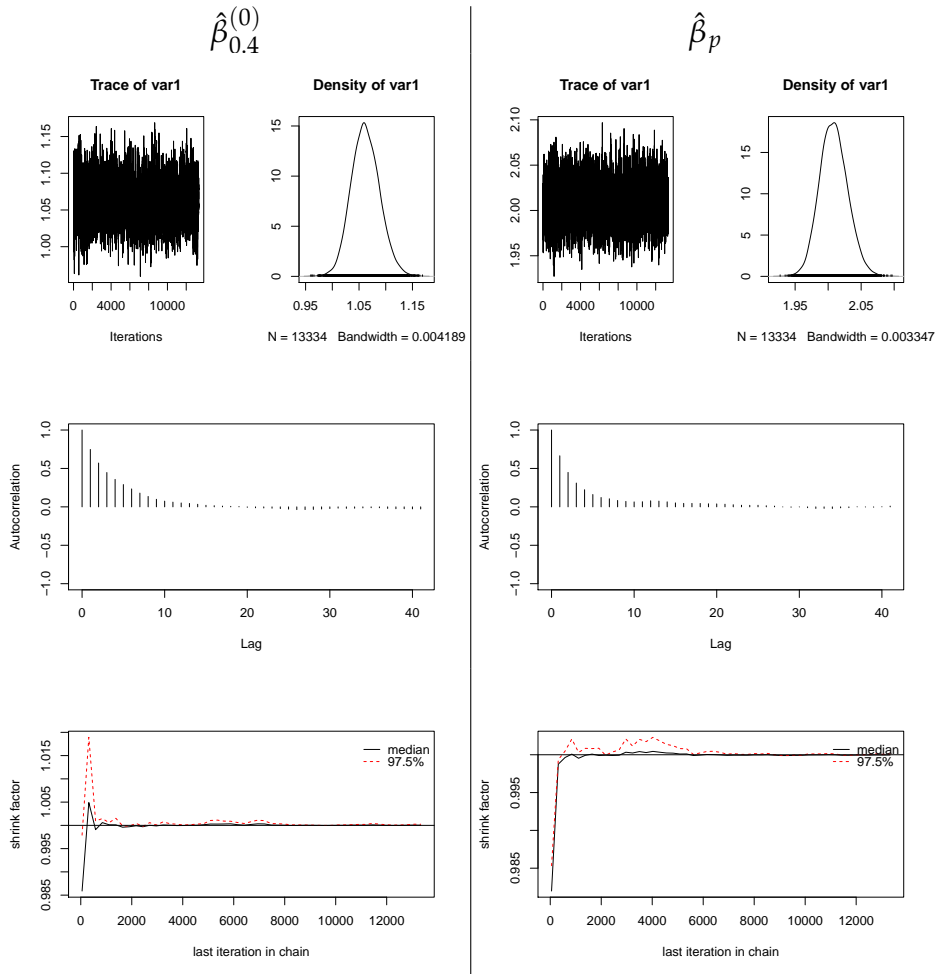 β̂_{0.4}^{(0)}
β̂_p
Trace of var1
1.00 1.05 1.10 1.15
0 4000 10000
Iterations
Density of var1
0 5 10 15
0.95 1.05 1.15
N = 13334 Bandwidth = 0.004189
Trace of var1
1.95 2.00 2.05 2.10
0 4000 10000
Iterations
Density of var1
0 5 10 15
1.95 2.05
N = 13334 Bandwidth = 0.003347
Autocorrelation
−1.0 −0.5 0.0 0.5 1.0
0 10 20 30 40
Lag
Autocorrelation
−1.0 −0.5 0.0 0.5 1.0
0 10 20 30 40
Lag
shrink factor
0.985 0.995 1.005 1.015
median
97.5%
0 2000 4000 6000 8000 10000 12000
last iteration in chain
shrink factor
0.985 0.995
median
97.5%
0 2000 4000 6000 8000 10000 12000
last iteration in chain